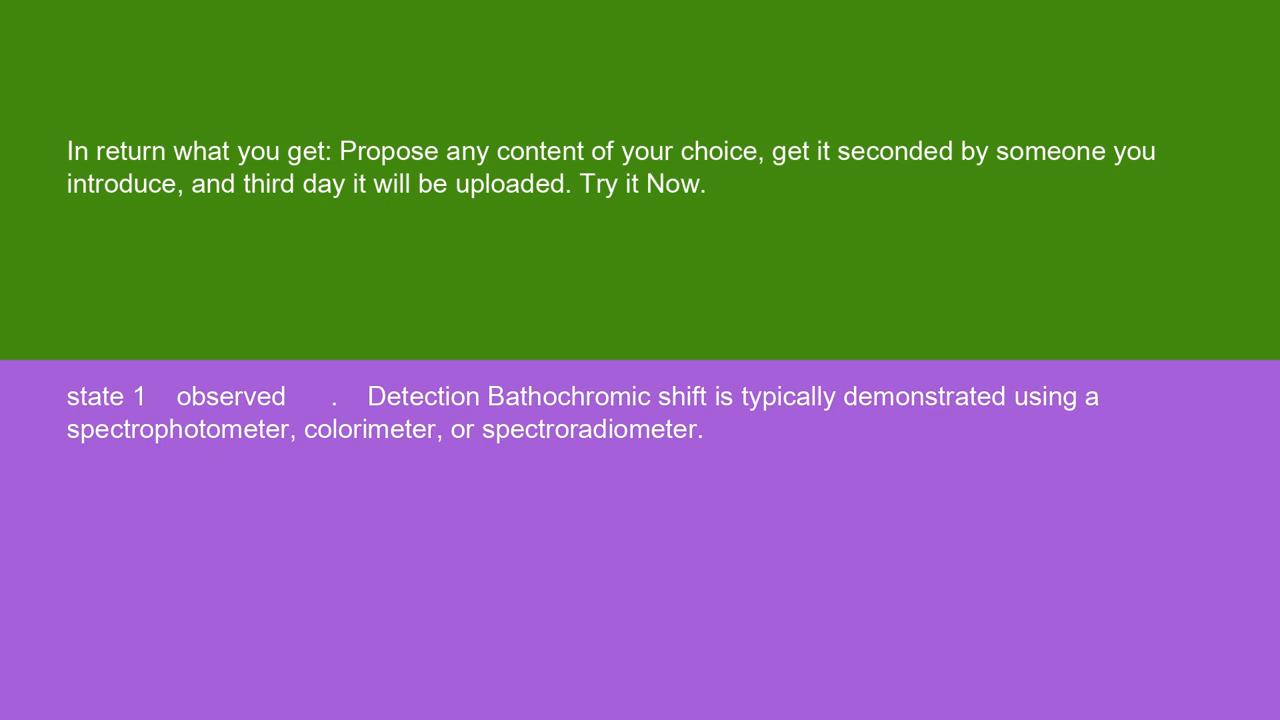 In return what you get: Propose any content of your choice, get it seconded by someone you
introduce, and third day it will be uploaded. Try it Now.
state 1    observed      .    Detection Bathochromic shift is typically demonstrated using a
spectrophotometer, colorimeter, or spectroradiometer.